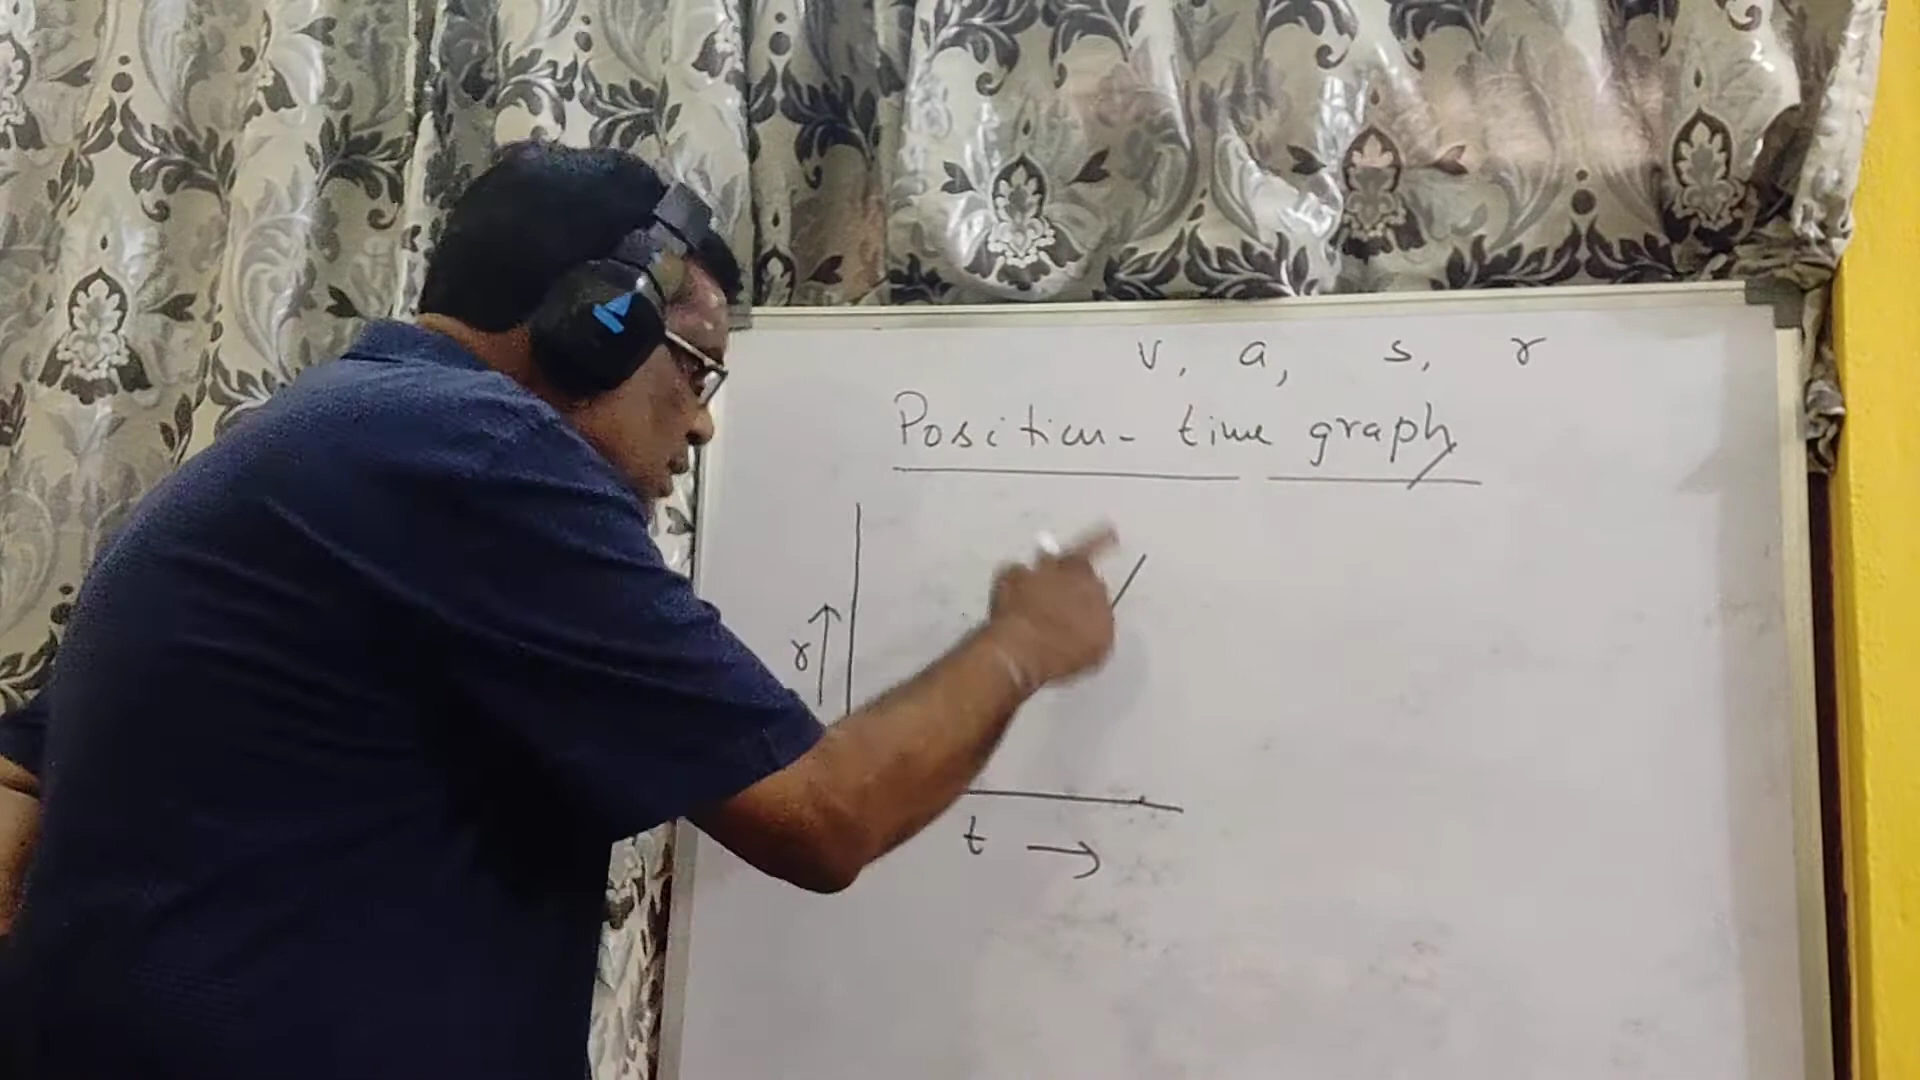 v, a, s, r
Position - time graph
r
t